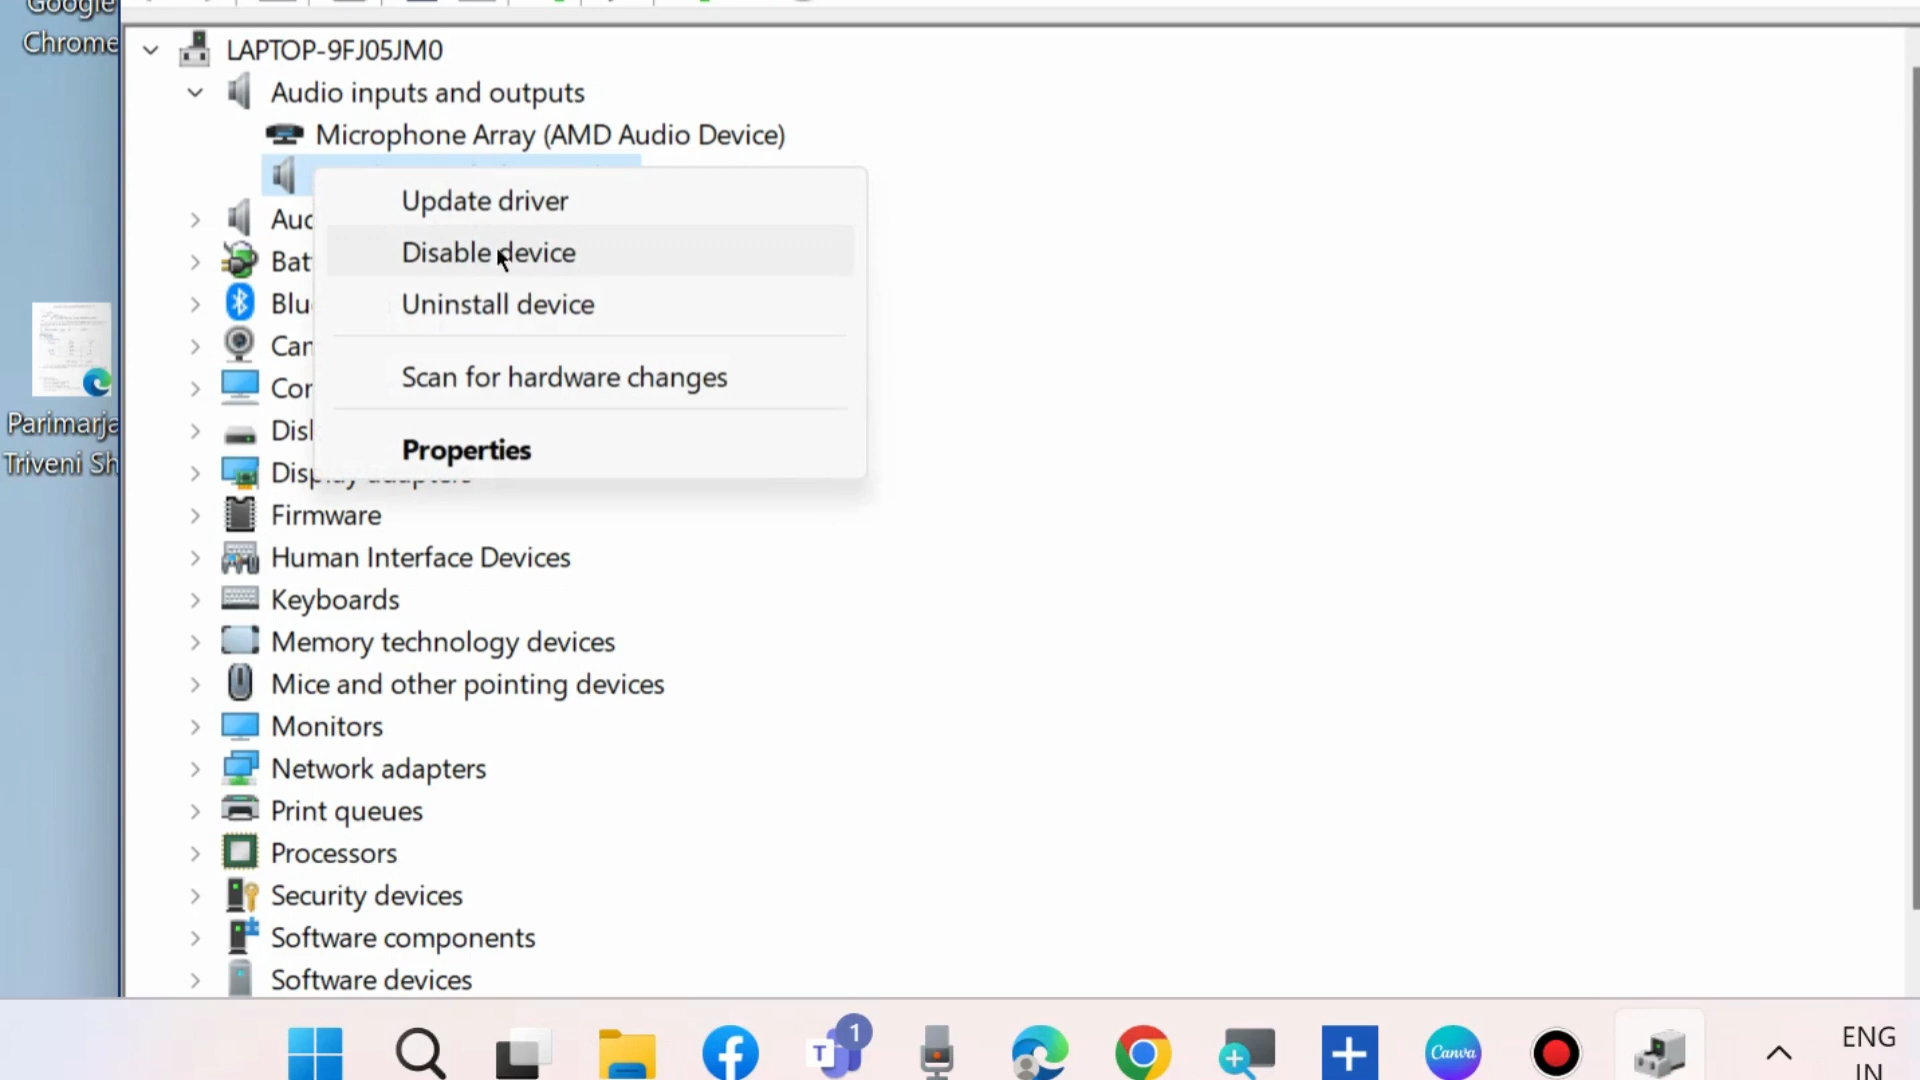 Google
Chrome
LAPTOP-9FJ05JM0
Audio inputs and outputs
Microphone Array (AMD Audio Device)
Update driver
Disable device
Uninstall device
Scan for hardware changes
Properties
Firmware
Human Interface Devices
Keyboards
Memory technology devices
Mice and other pointing devices
Monitors
Network adapters
Print queues
Processors
Security devices
Software components
Software devices
Parimarja
Triveni Sh
T
1
Canva
ENG
IN